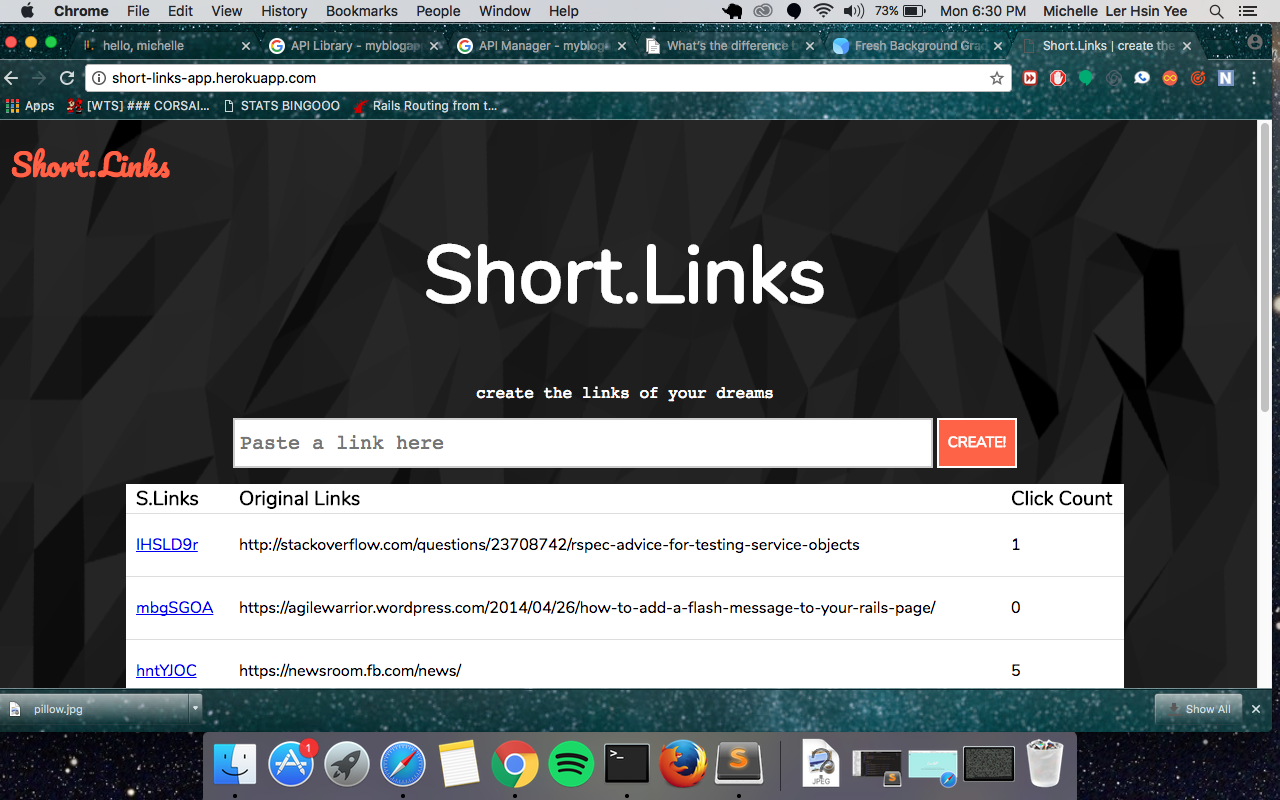 Chrome File Edit View History Bookmarks People Window Help 73% Mon 6:30 PM Michelle Ler Hsin Yee
hello, michelle API Library - myblogap API Manager - myblog What's the difference b Fresh Background Grad Short.Links | create the
short-links-app.herokuapp.com
Apps [WTS] ### CORSAI... STATS BINGOOO Rails Routing from t...
Short.Links
Short.Links
create the links of your dreams
Paste a link here CREATE!
S.Links Original Links Click Count
lHSLD9r http://stackoverflow.com/questions/23708742/rspec-advice-for-testing-service-objects 1
mbgSGOA https://agilewarrior.wordpress.com/2014/04/26/how-to-add-a-flash-message-to-your-rails-page/ 0
hntYJOC https://newsroom.fb.com/news/ 5
pillow.jpg Show All
1
>_
S
JPEG
S